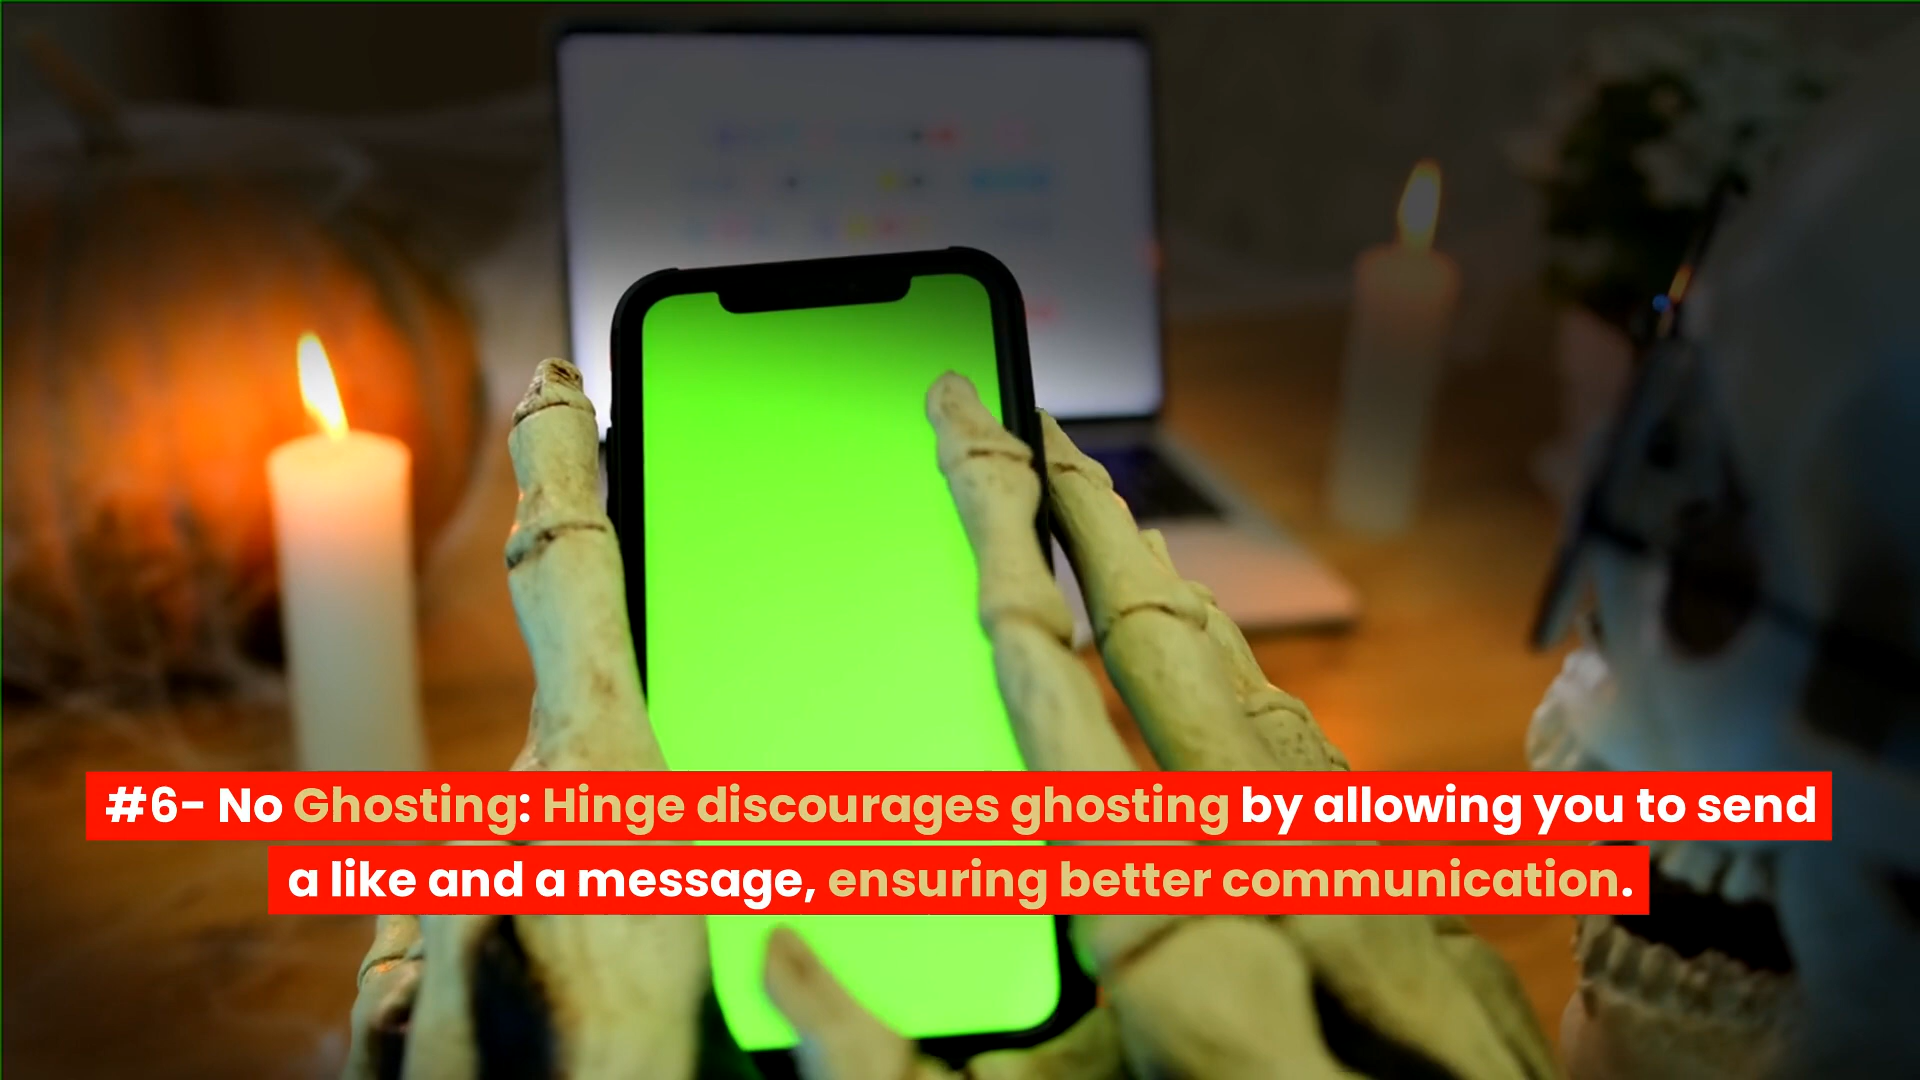 #6- No Ghosting: Hinge discourages ghosting by allowing you to send
a like and a message, ensuring better communication.